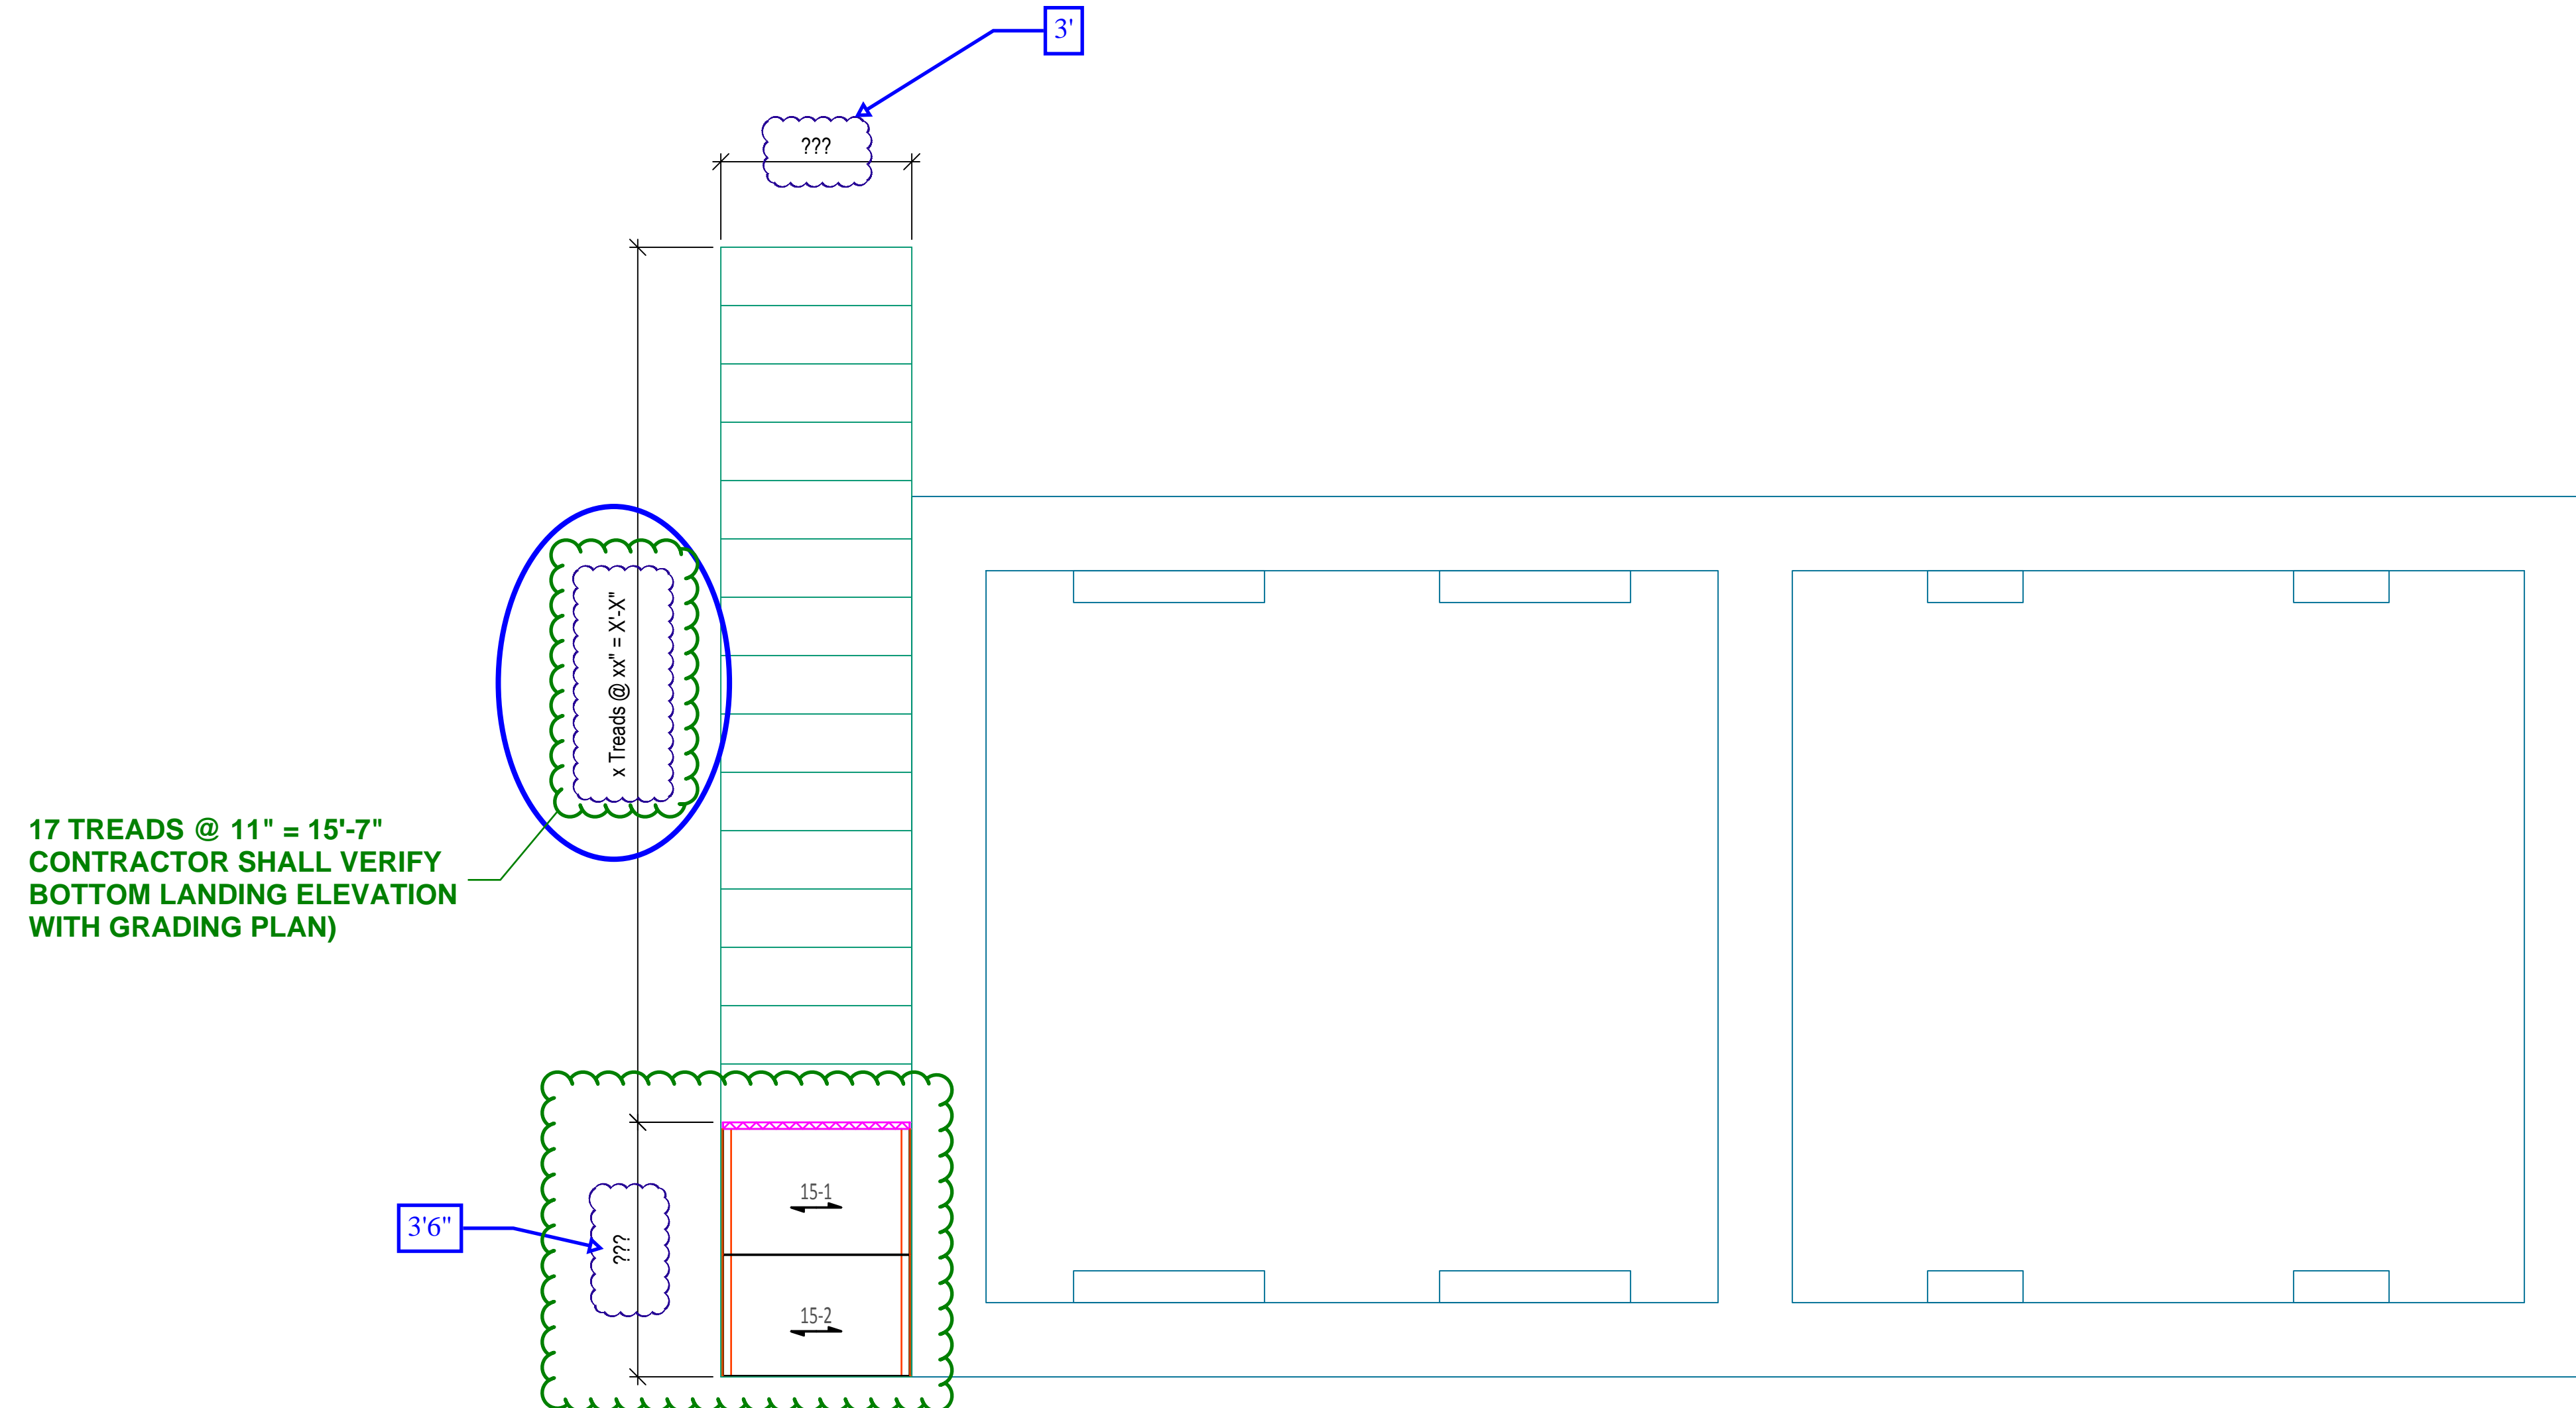 3'
???
x Treads @ xx" = X'-X"
17 TREADS @ 11" = 15'-7"
CONTRACTOR SHALL VERIFY
BOTTOM LANDING ELEVATION
WITH GRADING PLAN)
15-1
3'6"
???
15-2